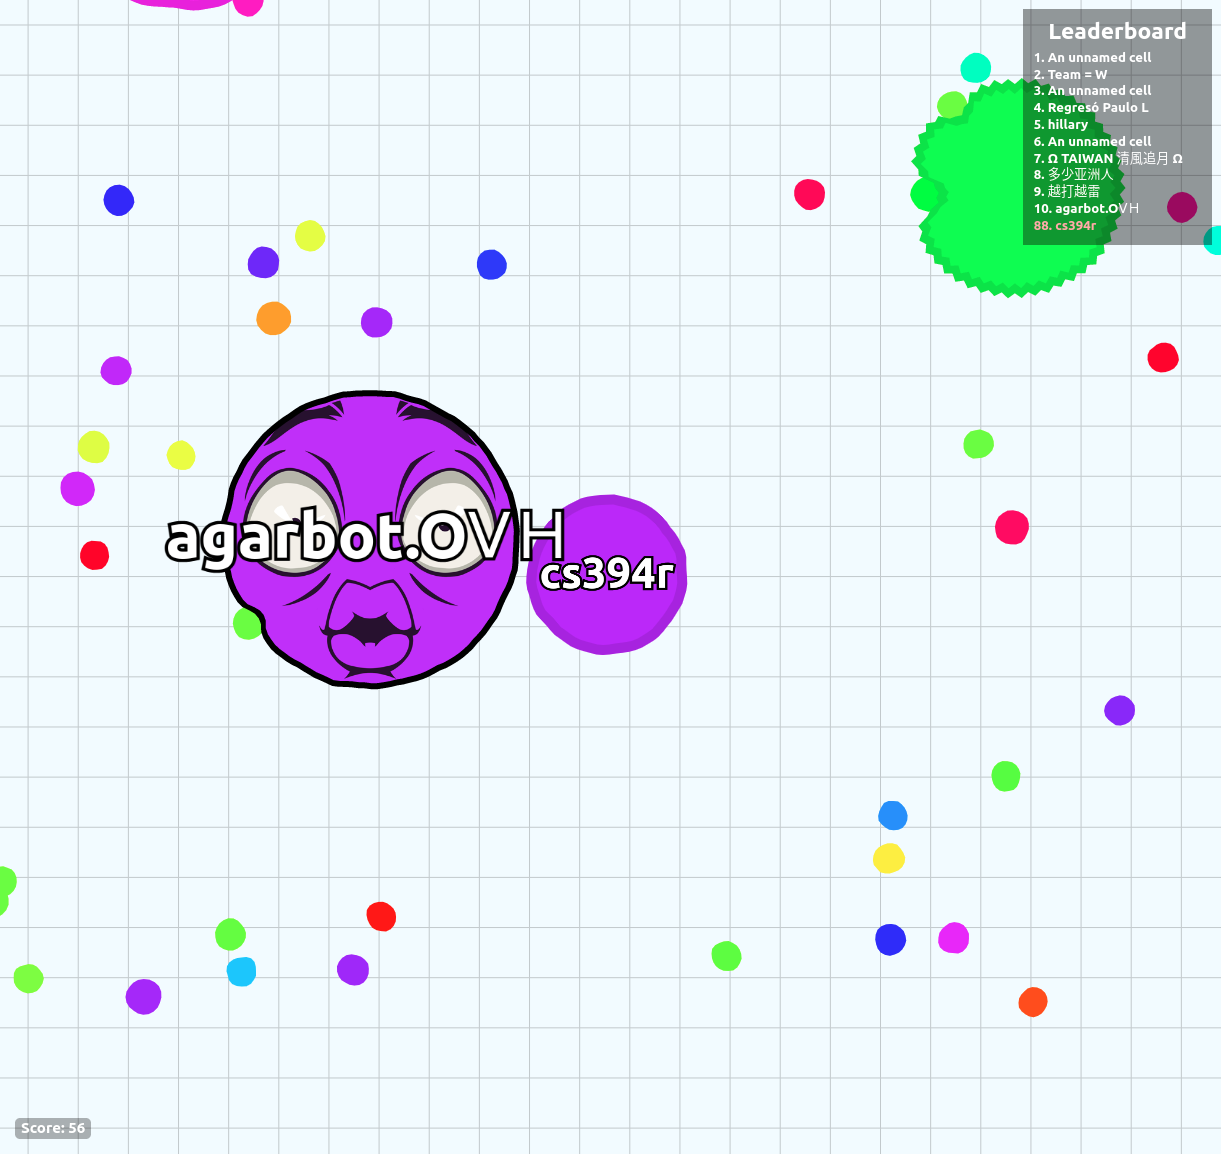 Leaderboard
1. An unnamed cell
2. Team = W
3. An unnamed cell
4. Regresó Paulo L
5. hillary
6. An unnamed cell
7. Ω TAIWAN 清風追月 Ω
8. 多少亚洲人
9. 越打越雷
10. agarbot.OVH
88. cs394r
agarbot.OVH
cs394r
Score: 56